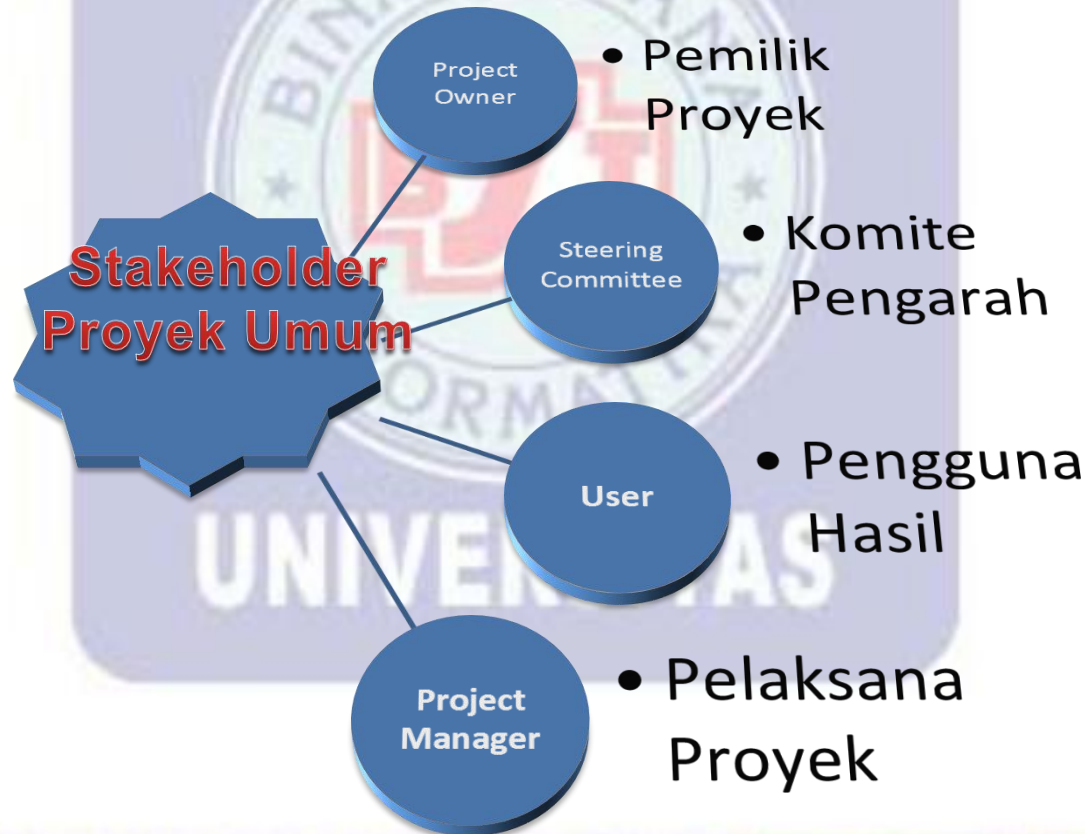 Project
Owner
• Pemilik
Proyek
Stakeholder
Proyek Umum
Steering
Committee
• Komite
Pengarah
User
• Pengguna
Hasil
Project
Manager
• Pelaksana
Proyek